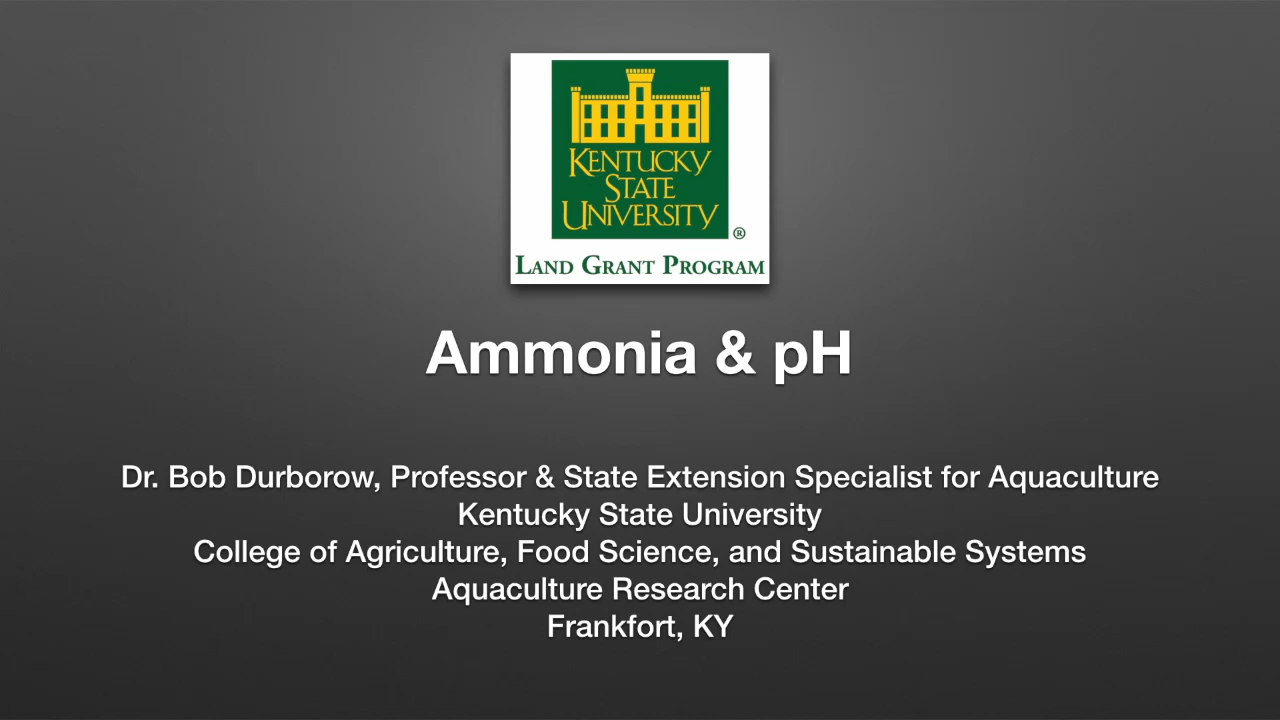 KENTUCKY
STATE
UNIVERSITY
®
LAND GRANT PROGRAM
Ammonia & pH
Dr. Bob Durborow, Professor & State Extension Specialist for Aquaculture
Kentucky State University
College of Agriculture, Food Science, and Sustainable Systems
Aquaculture Research Center
Frankfort, KY